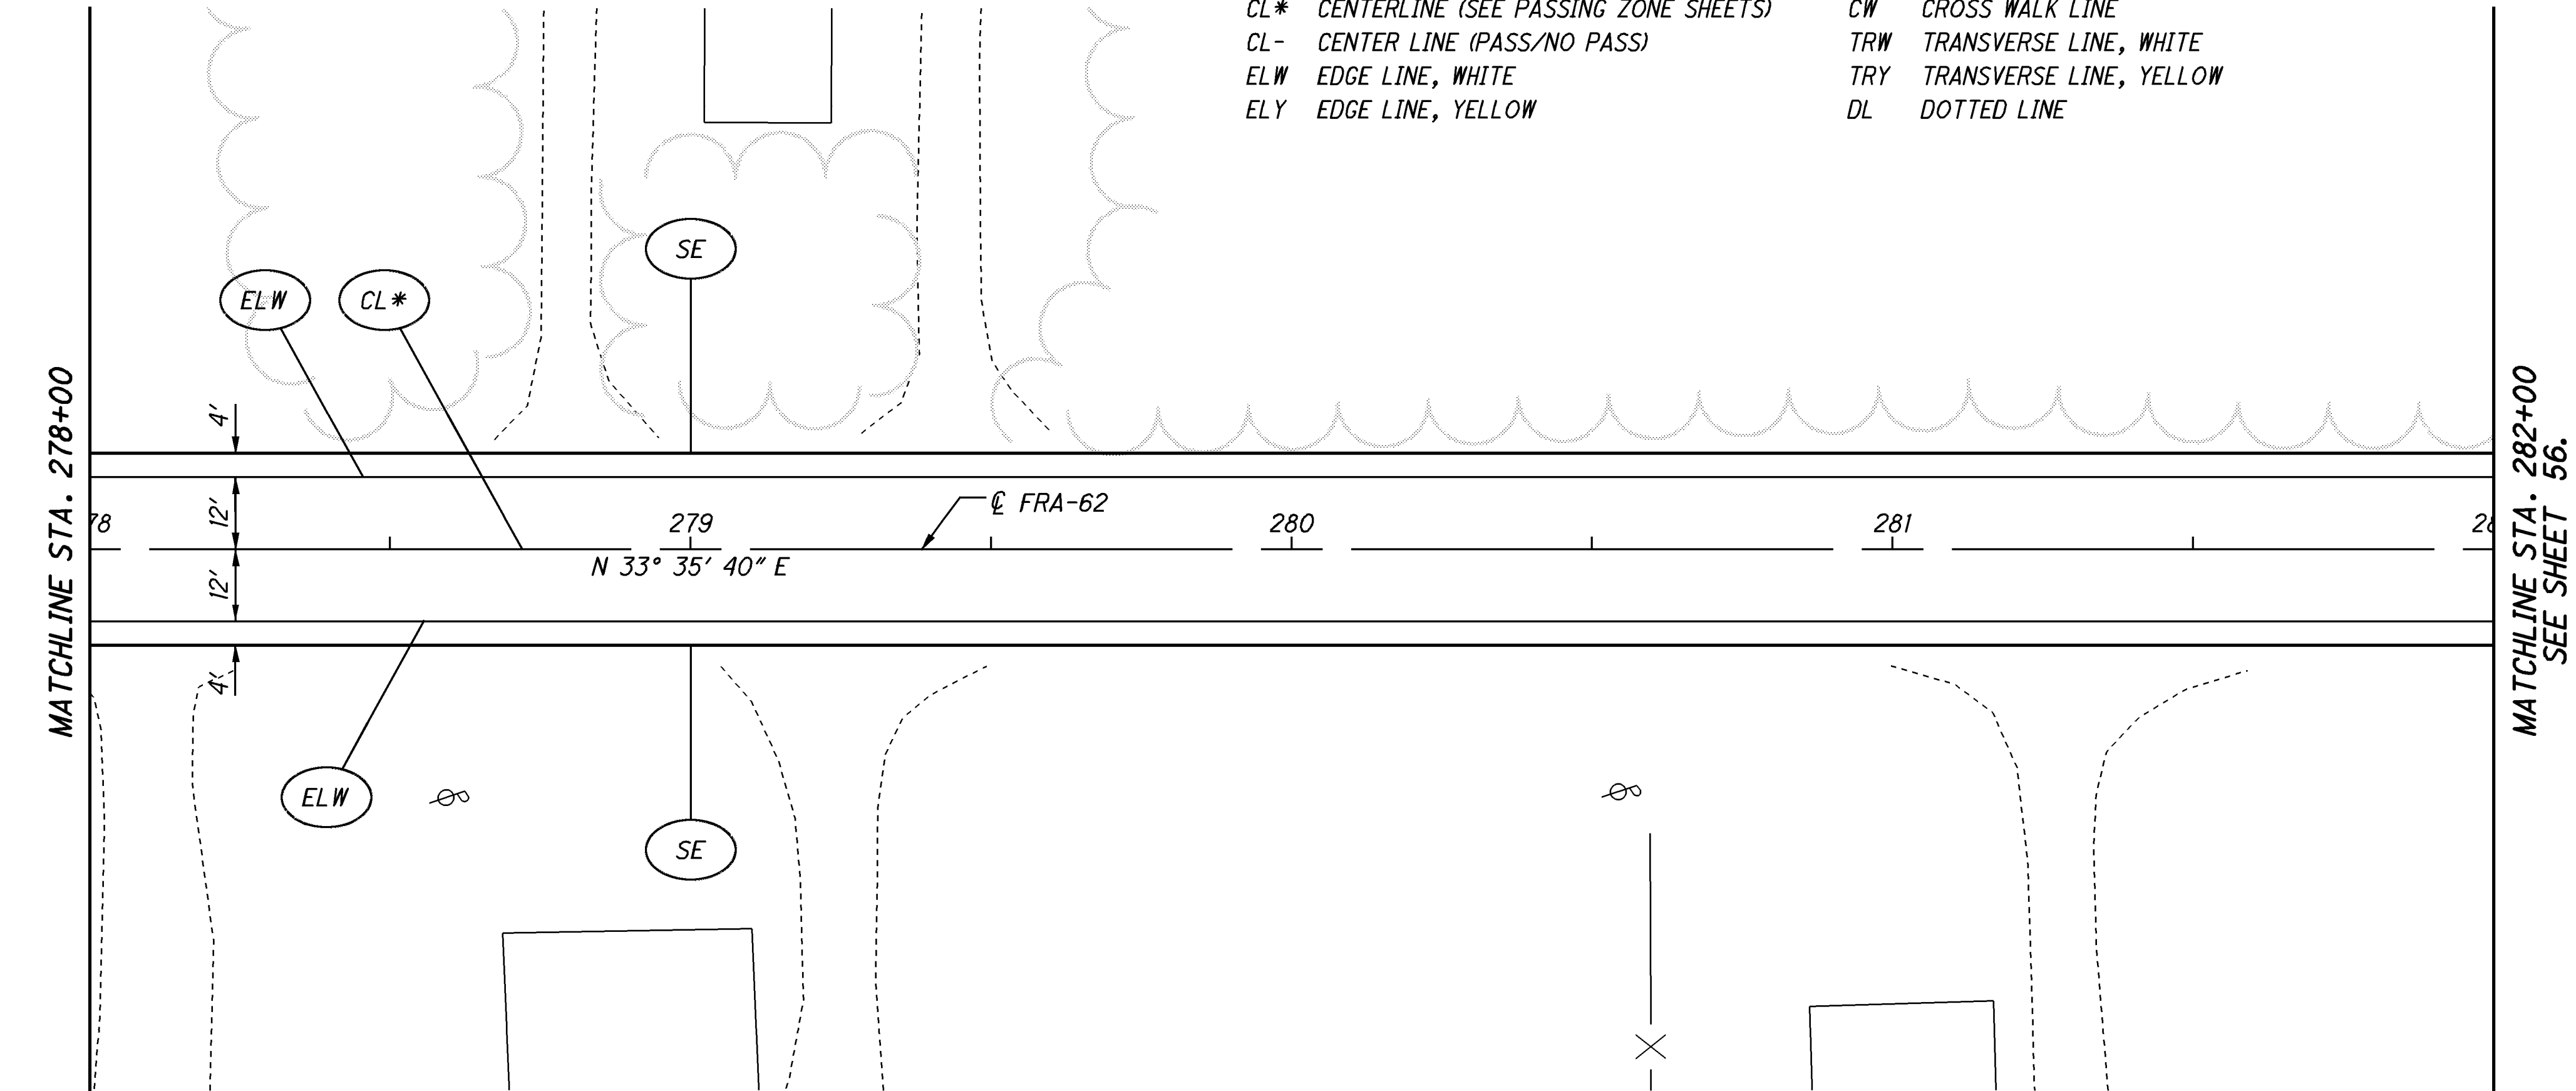 CL* CENTERLINE (SEE PASSING ZONE SHEETS)
CL- CENTER LINE (PASS/NO PASS)
ELW EDGE LINE, WHITE
ELY EDGE LINE, YELLOW
CW CROSS WALK LINE
TRW TRANSVERSE LINE, WHITE
TRY TRANSVERSE LINE, YELLOW
DL DOTTED LINE
SE
ELW
CL*
MATCHLINE STA. 278+00
4'
12'
12'
4'
78
279
280
281
28
℄ FRA-62
N 33° 35' 40" E
ELW
SE
MATCHLINE STA. 282+00
SEE SHEET 56.